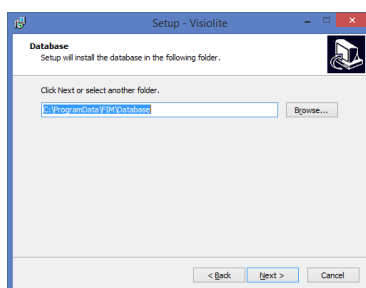 Setup - Visiolite
Database
Setup will install the database in the following folder.
Click Next or select another folder.
C:\ProgramData\FIM\Database
Browse...
< Back
Next >
Cancel